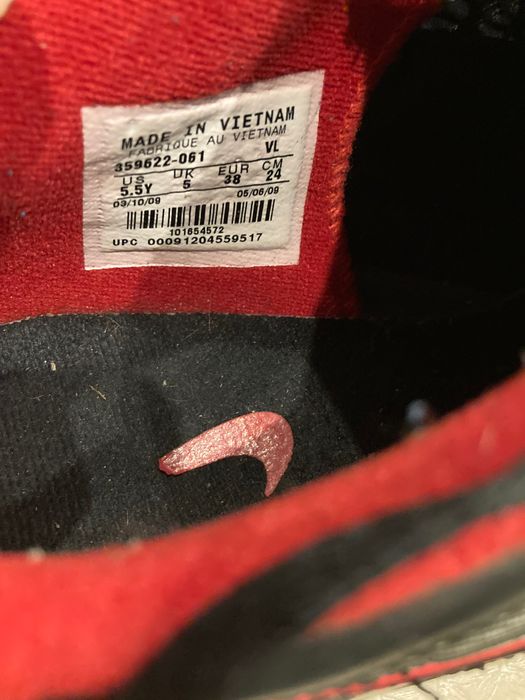 MADE IN VIETNAM
FABRIQUE AU VIETNAM
359622-061 VL
US UK EUR CM
5.5Y 5 38 24
03/10/09 05/06/09
101654572
UPC 00091204559517